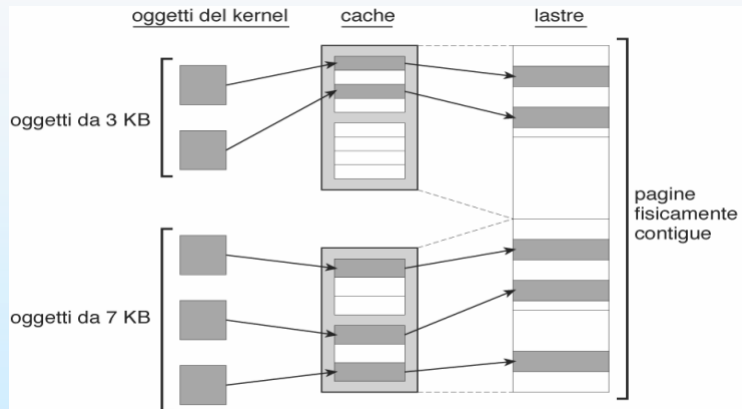 oggetti del kernel
cache
lastre
oggetti da 3 KB
oggetti da 7 KB
pagine
fisicamente
contigue